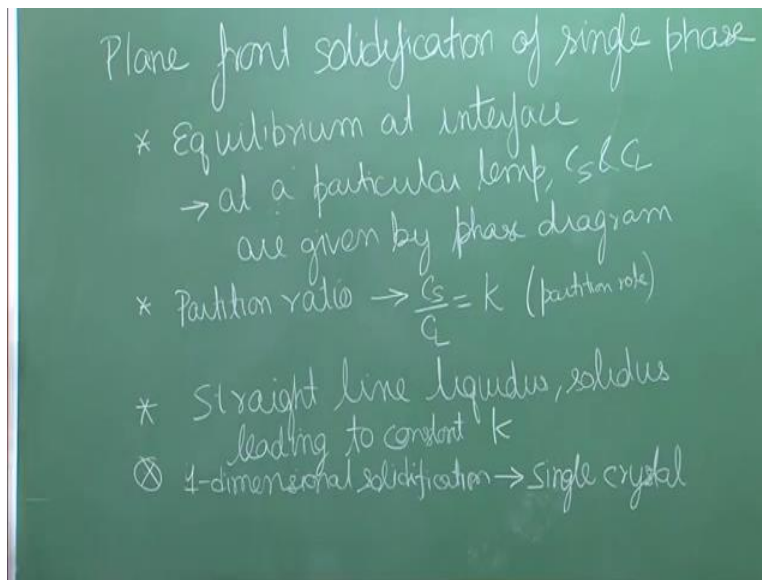 Plane front solidification of single phase
* Equilibrium at interface
→ at a particular temp, Cs & CL
are given by phase diagram
* Partition ratio → Cs/CL = K (partition rate)
* Straight line liquidus, solidus
leading to constant K
⊗ 1-dimensional solidification → single crystal